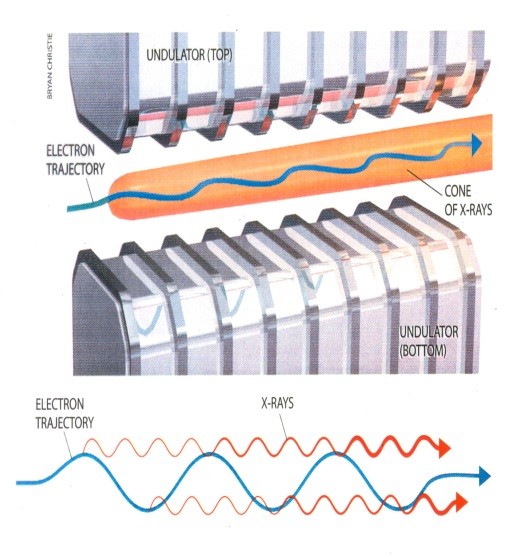 BRYAN CHRISTIE
UNDULATOR (TOP)
ELECTRON
TRAJECTORY
CONE
OF X-RAYS
UNDULATOR
(BOTTOM)
ELECTRON
TRAJECTORY
X-RAYS